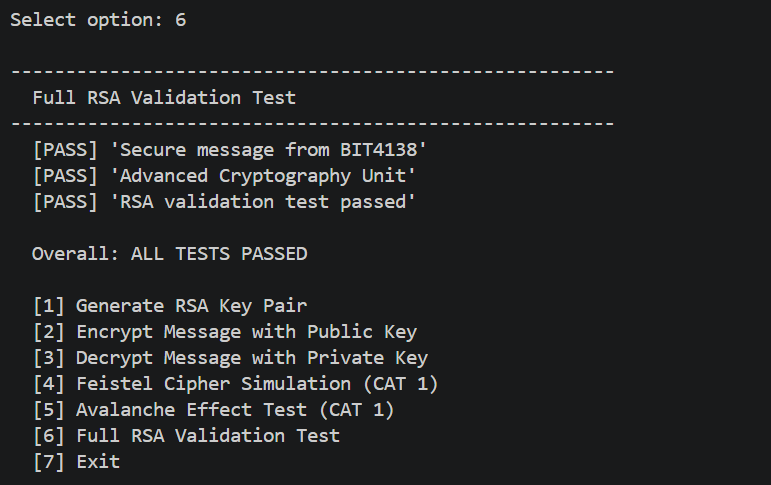 Select option: 6
-------------------------------------------------------
Full RSA Validation Test
-------------------------------------------------------
[PASS] 'Secure message from BIT4138'
[PASS] 'Advanced Cryptography Unit'
[PASS] 'RSA validation test passed'
Overall: ALL TESTS PASSED
[1] Generate RSA Key Pair
[2] Encrypt Message with Public Key
[3] Decrypt Message with Private Key
[4] Feistel Cipher Simulation (CAT 1)
[5] Avalanche Effect Test (CAT 1)
[6] Full RSA Validation Test
[7] Exit